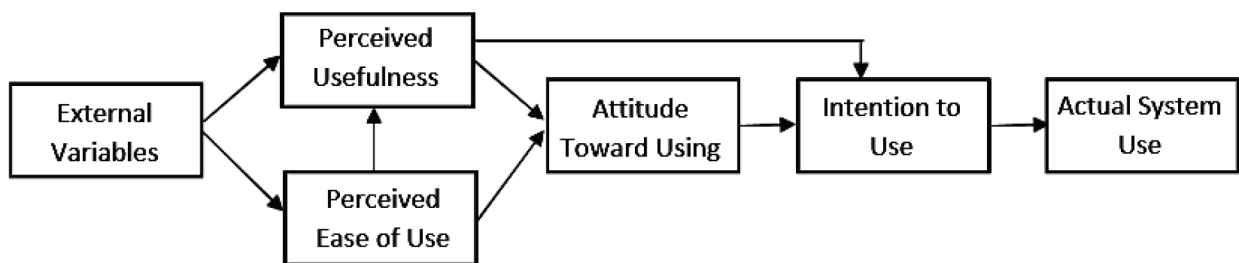 External
Variables
Perceived
Usefulness
Perceived
Ease of Use
Attitude
Toward Using
Intention to
Use
Actual System
Use